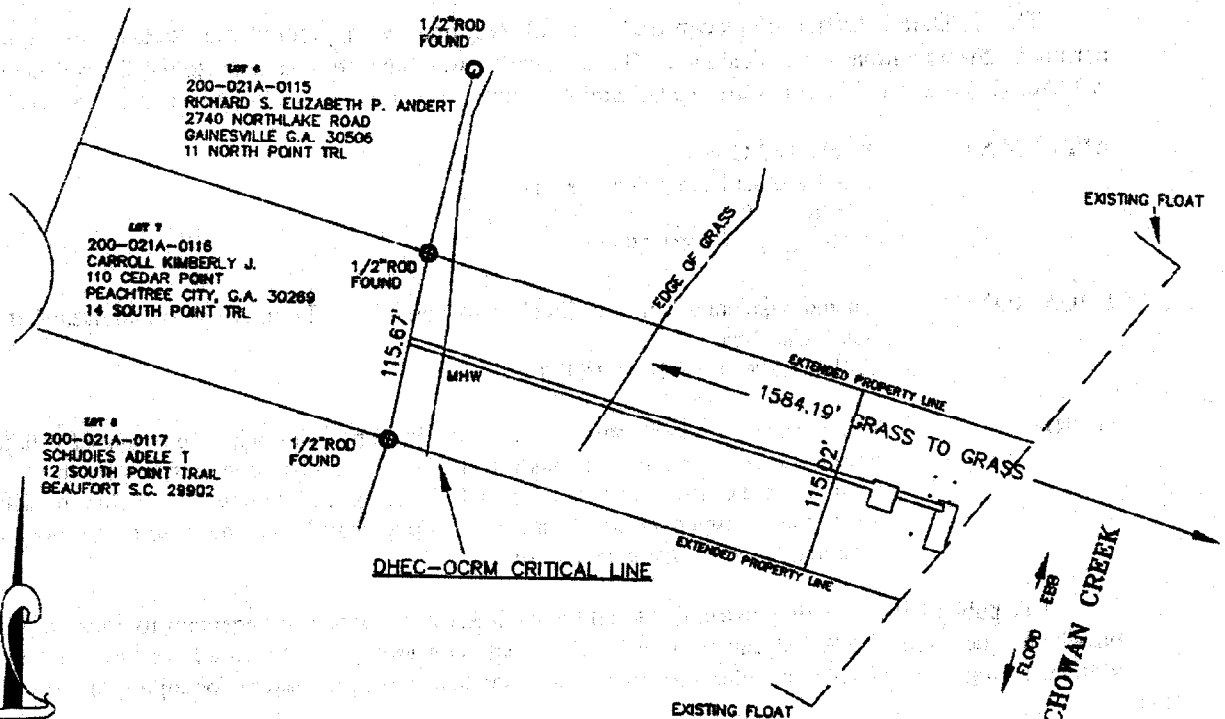 1/2"ROD
FOUND
LOT 6
200-021A-0115
RICHARD S. ELIZABETH P. ANDERT
2740 NORTHLAKE ROAD
GAINESVILLE G.A. 30506
11 NORTH POINT TRL
EXISTING FLOAT
EDGE OF GRASS
LOT 7
200-021A-0116
CARROLL KIMBERLY J.
110 CEDAR POINT
PEACHTREE CITY, G.A. 30269
14 SOUTH POINT TRL
1/2"ROD
FOUND
115.67'
MHW
EXTENDED PROPERTY LINE
1584.19'
GRASS TO GRASS
115.02'
LOT 8
200-021A-0117
SCHUDIES ADELE T
12 SOUTH POINT TRAIL
BEAUFORT S.C. 29902
1/2"ROD
FOUND
EXTENDED PROPERTY LINE
DHEC-OCRM CRITICAL LINE
FLOOD EBB
CHOWAN CREEK
EXISTING FLOAT